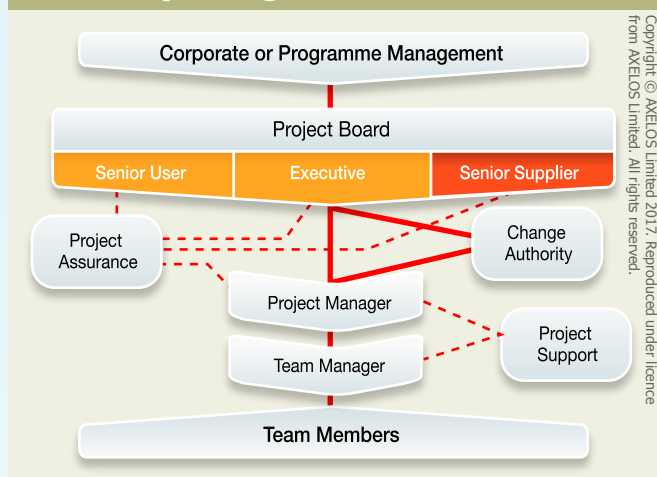 Corporate or Programme Management
Project Board
Senior User
Executive
Senior Supplier
Project
Assurance
Change
Authority
Project Manager
Team Manager
Project
Support
Team Members
Copyright © AXELOS Limited 2017. Reproduced under licence
from AXELOS Limited. All rights reserved.